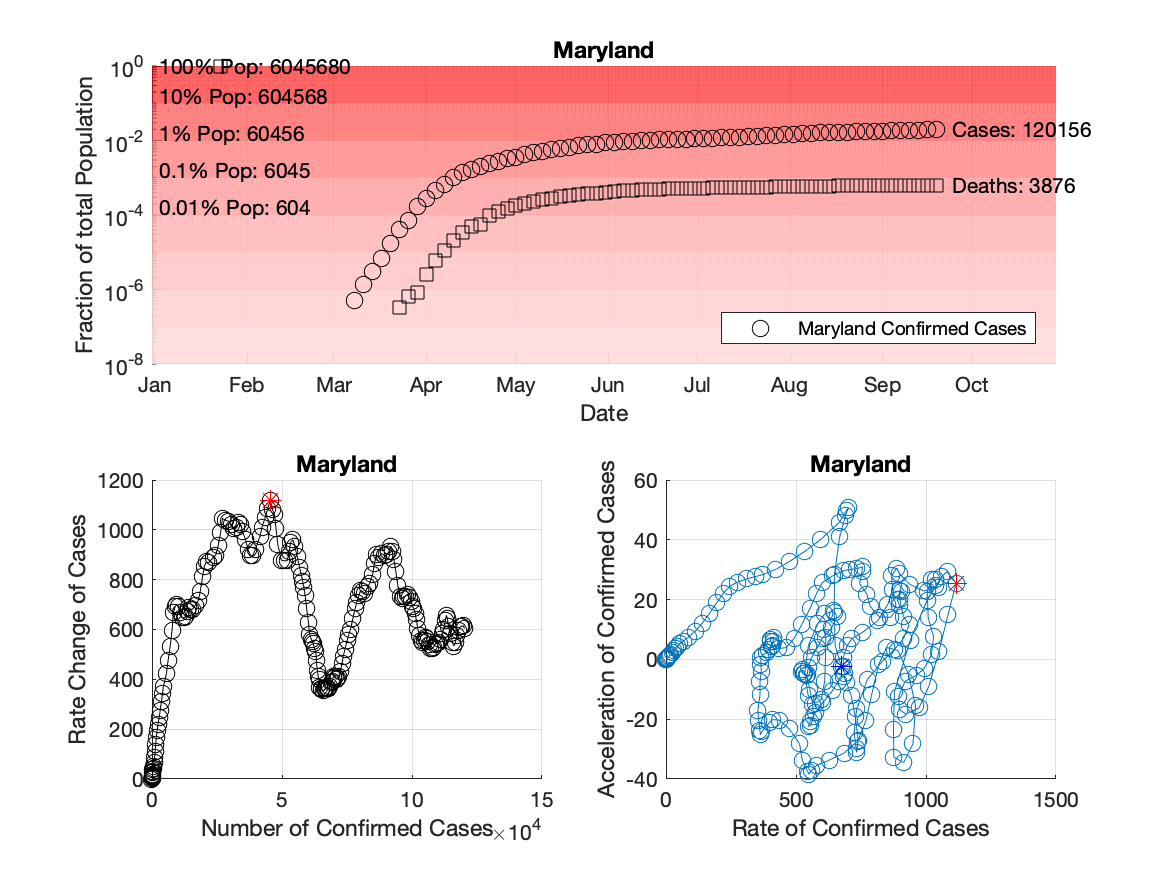 Maryland
10^0
10^-2
10^-4
10^-6
10^-8
Fraction of total Population
100% Pop: 6045680
10% Pop: 604568
1% Pop: 60456
0.1% Pop: 6045
0.01% Pop: 604
Cases: 120156
Deaths: 3876
Maryland Confirmed Cases
Jan Feb Mar Apr May Jun Jul Aug Sep Oct
Date
Maryland
1200
1000
800
600
400
200
0
Rate Change of Cases
0 5 10 15
Number of Confirmed Cases ×10^4
Maryland
60
40
20
0
-20
-40
Acceleration of Confirmed Cases
0 500 1000 1500
Rate of Confirmed Cases